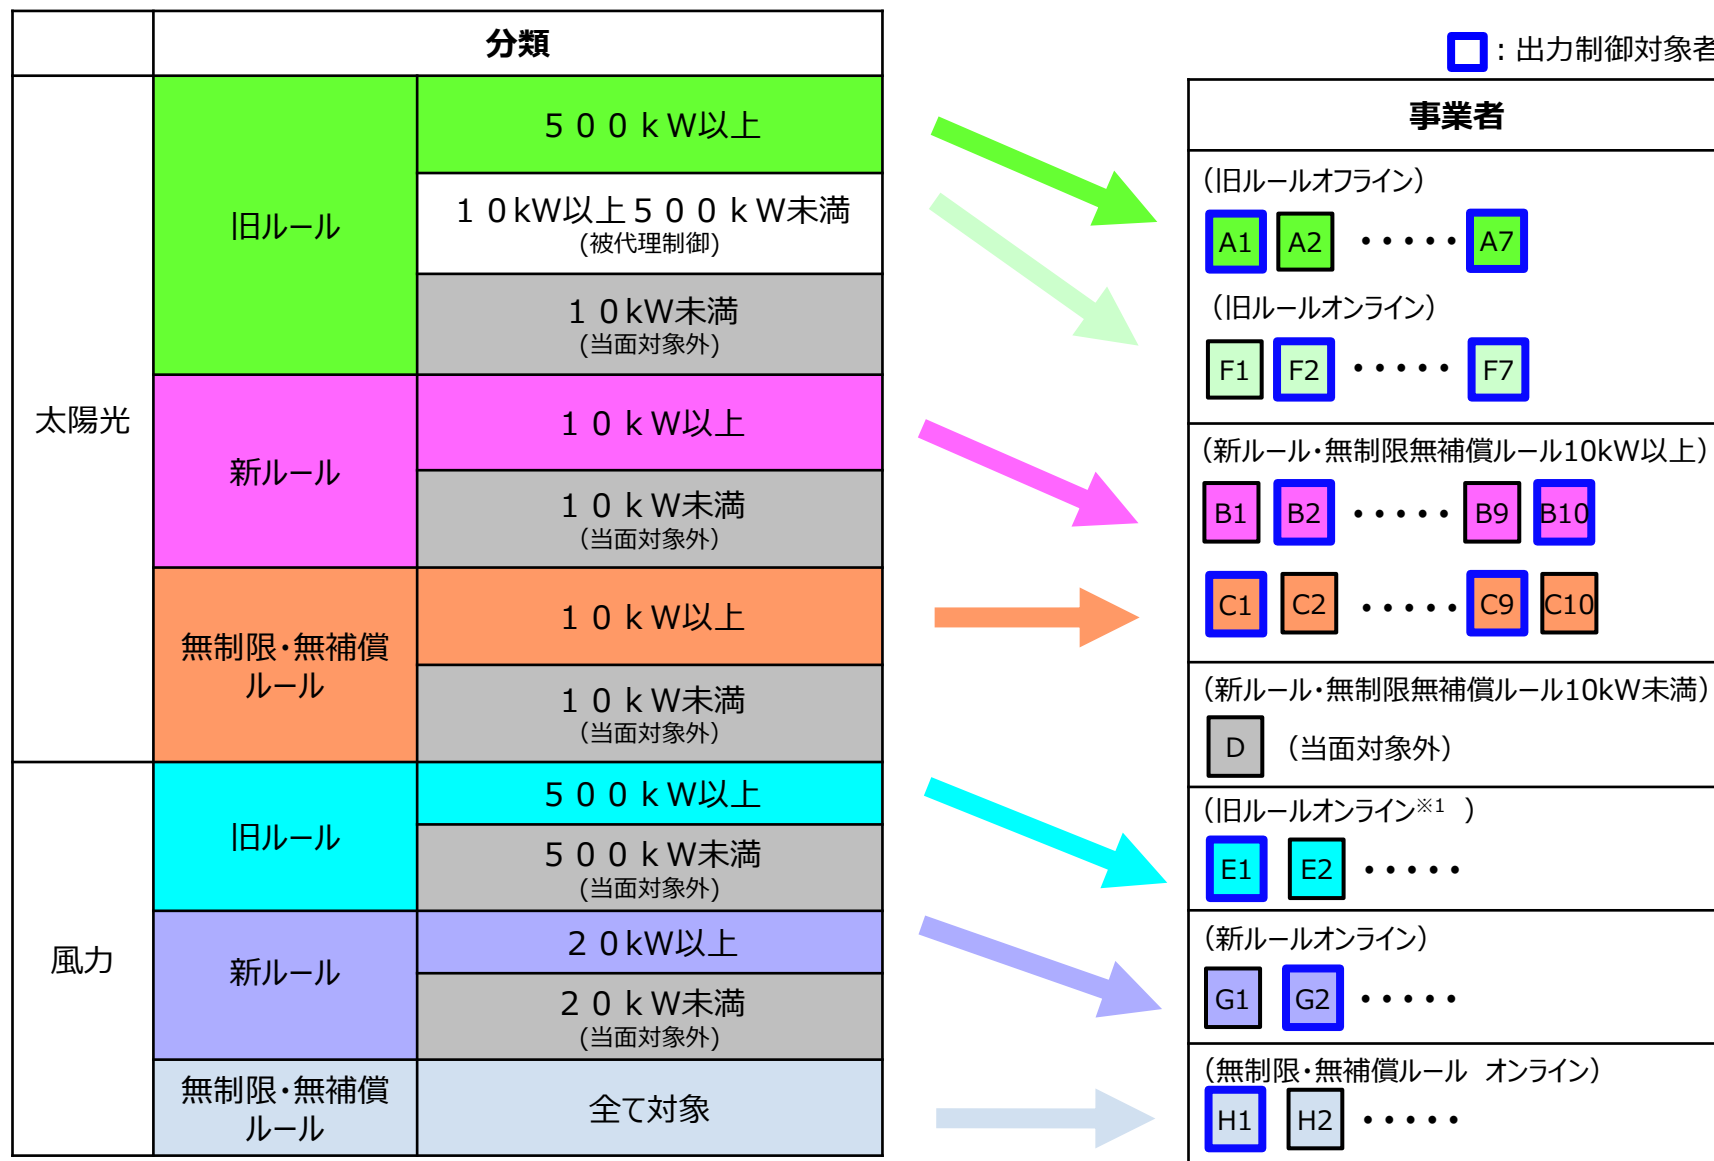 分類
太陽光
旧ルール
５００ｋW以上
１０kW以上５００ｋW未満
(被代理制御)
１０kW未満
(当面対象外)
新ルール
１０ｋW以上
１０ｋW未満
(当面対象外)
無制限・無補償
ルール
１０ｋW以上
１０ｋW未満
(当面対象外)
風力
旧ルール
５００ｋW以上
５００ｋW未満
(当面対象外)
新ルール
２０kW以上
２０ｋW未満
(当面対象外)
無制限・無補償
ルール
全て対象
：出力制御対象者
事業者
（旧ルールオフライン）
A1 A2 ・・・・・ A7
（旧ルールオンライン）
F1 F2 ・・・・・ F7
（新ルール・無制限無補償ルール10kW以上）
B1 B2 ・・・・・ B9 B10
C1 C2 ・・・・・ C9 C10
（新ルール・無制限無補償ルール10kW未満）
D （当面対象外）
（旧ルールオンライン※1 ）
E1 E2 ・・・・・
（新ルールオンライン）
G1 G2 ・・・・・
（無制限・無補償ルール オンライン）
H1 H2 ・・・・・